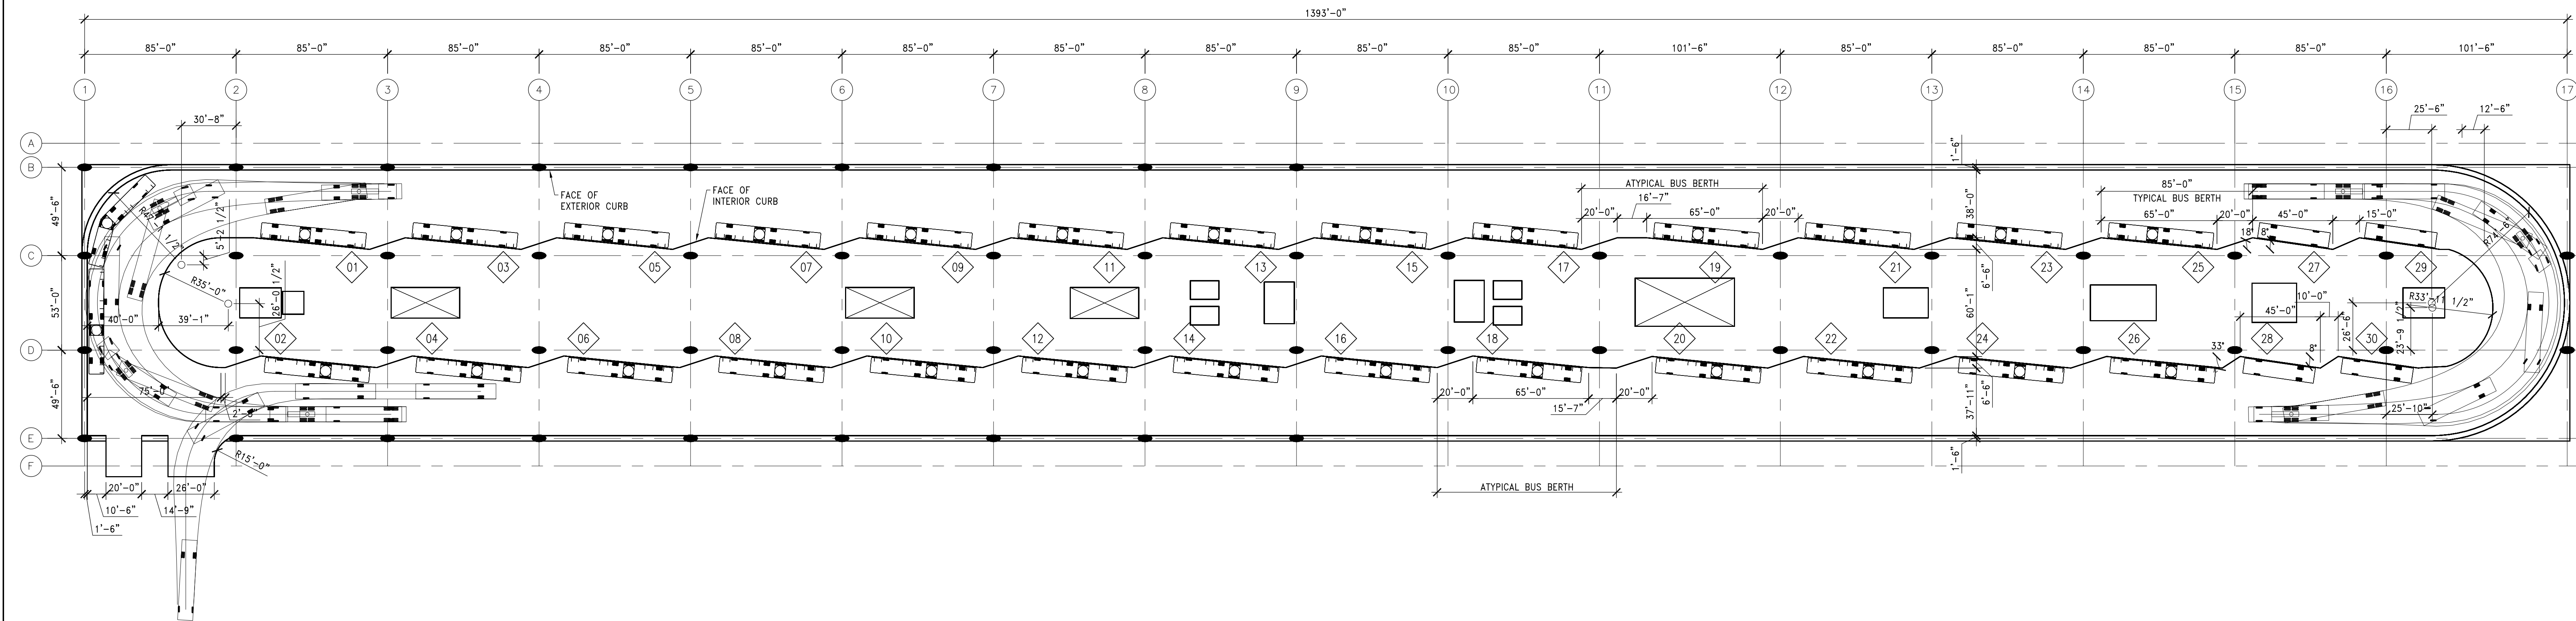 1393'-0"
85'-0" 85'-0" 85'-0" 85'-0" 85'-0" 85'-0" 85'-0" 85'-0" 85'-0" 85'-0" 101'-6" 85'-0" 85'-0" 85'-0" 85'-0" 101'-6"
1 2 3 4 5 6 7 8 9 10 11 12 13 14 15 16 17
25'-6" 12'-6"
30'-8"
A
B
C
D
E
F
49'-6"
53'-0"
49'-6"
FACE OF
EXTERIOR CURB
FACE OF
INTERIOR CURB
ATYPICAL BUS BERTH
16'-7"
20'-0" 65'-0" 20'-0"
1'-6"
38'-0"
6'-6"
60'-1"
6'-6"
37'-11"
1'-6"
85'-0"
TYPICAL BUS BERTH
65'-0" 20'-0" 45'-0" 15'-0"
18° 8°
R74'-6"
5'-2 1/2"
R35'-0"
26'-0 1/2"
40'-0" 39'-1"
01 03 05 07 09 11 13 15 17 19 21 23 25 27 29
R33'-11 1/2"
10'-0"
45'-0"
26'-6"
23'-9 1/2"
02 04 06 08 10 12 14 16 18 20 22 24 26 28 30
33° 8°
2'-8"
20'-0" 65'-0" 20'-0"
15'-7"
25'-10"
R15'-0"
20'-0" 26'-0"
10'-6" 14'-9"
1'-6"
ATYPICAL BUS BERTH